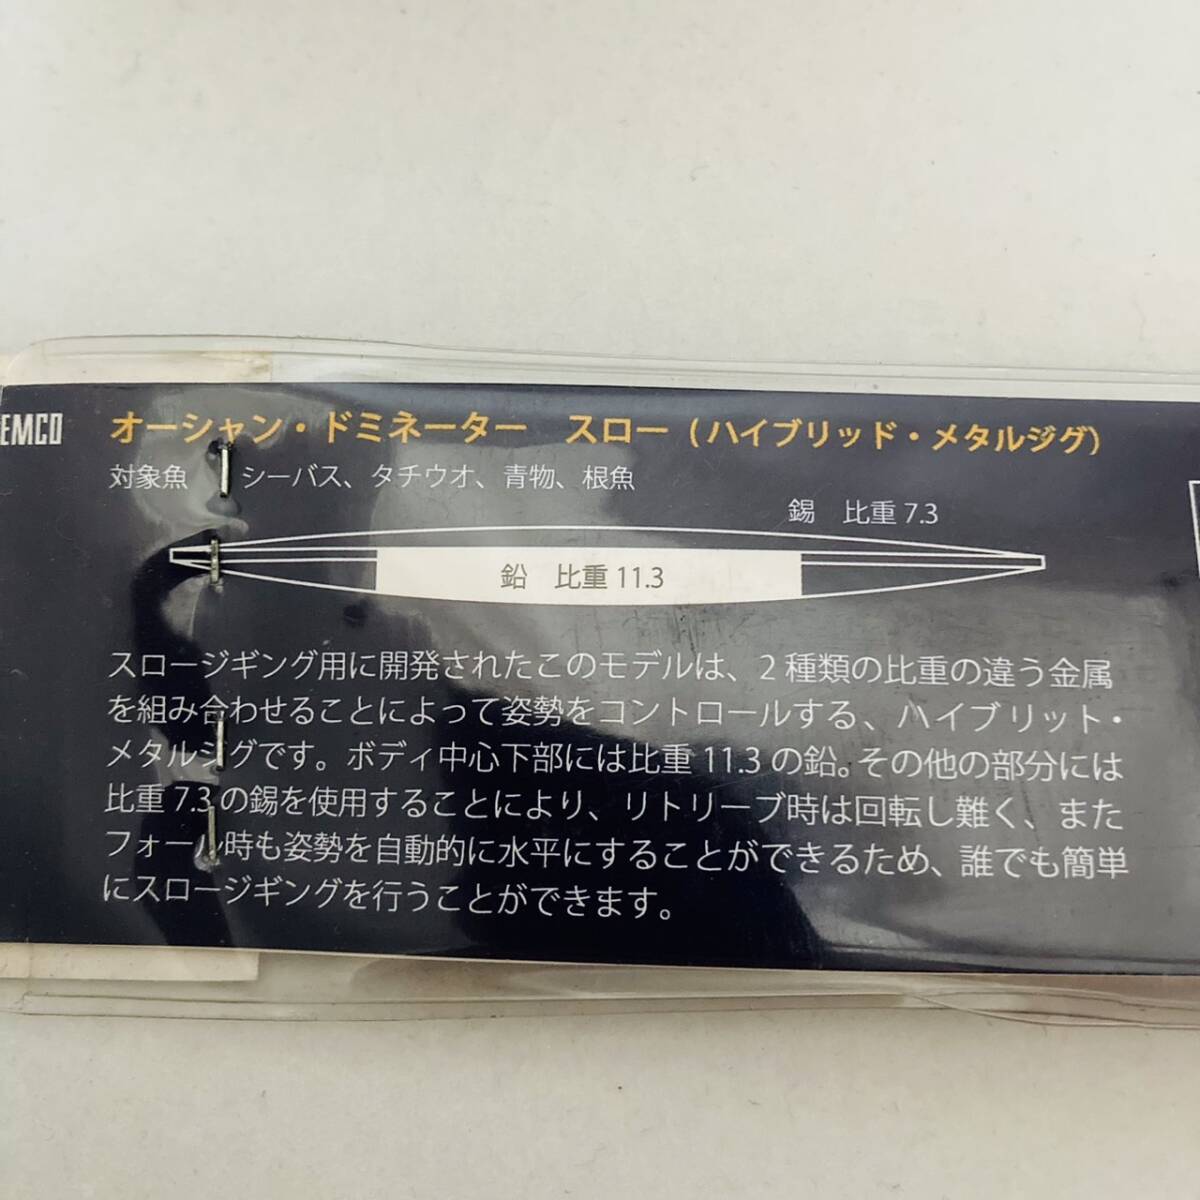 EMCO
オーシャン・ドミネーター　スロー（ハイブリッド・メタルジグ）
対象魚　シーバス、タチウオ、青物、根魚
錫　比重 7.3
鉛　比重 11.3
スロージギング用に開発されたこのモデルは、2 種類の比重の違う金属
を組み合わせることによって姿勢をコントロールする、ハイブリット・
メタルジグです。ボディ中心下部には比重 11.3 の鉛。その他の部分には
比重 7.3 の錫を使用することにより、リトリーブ時は回転し難く、また
フォール時も姿勢を自動的に水平にすることができるため、誰でも簡単
にスロージギングを行うことができます。